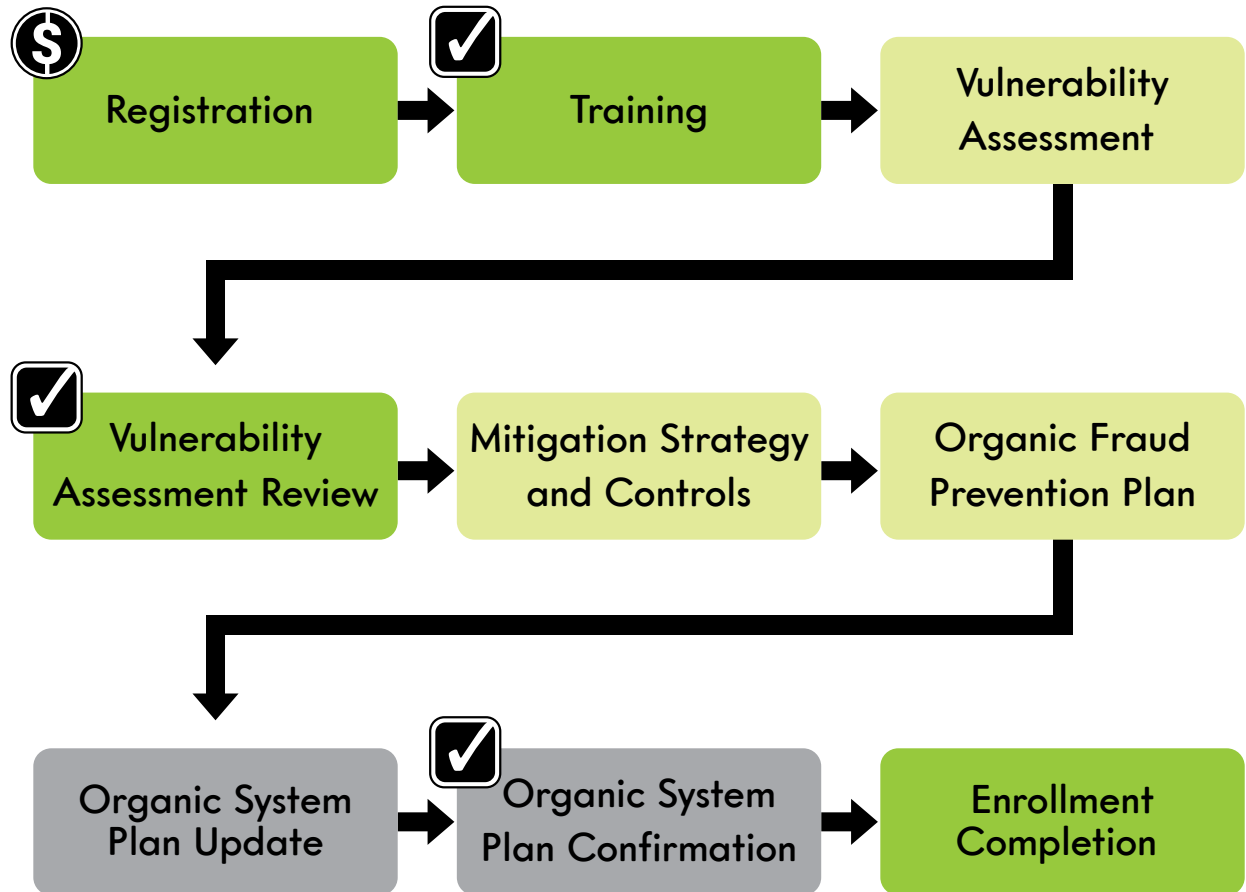 $
Registration
Training
Vulnerability
Assessment
Vulnerability
Assessment Review
Mitigation Strategy
and Controls
Organic Fraud
Prevention Plan
Organic System
Plan Update
Organic System
Plan Confirmation
Enrollment
Completion